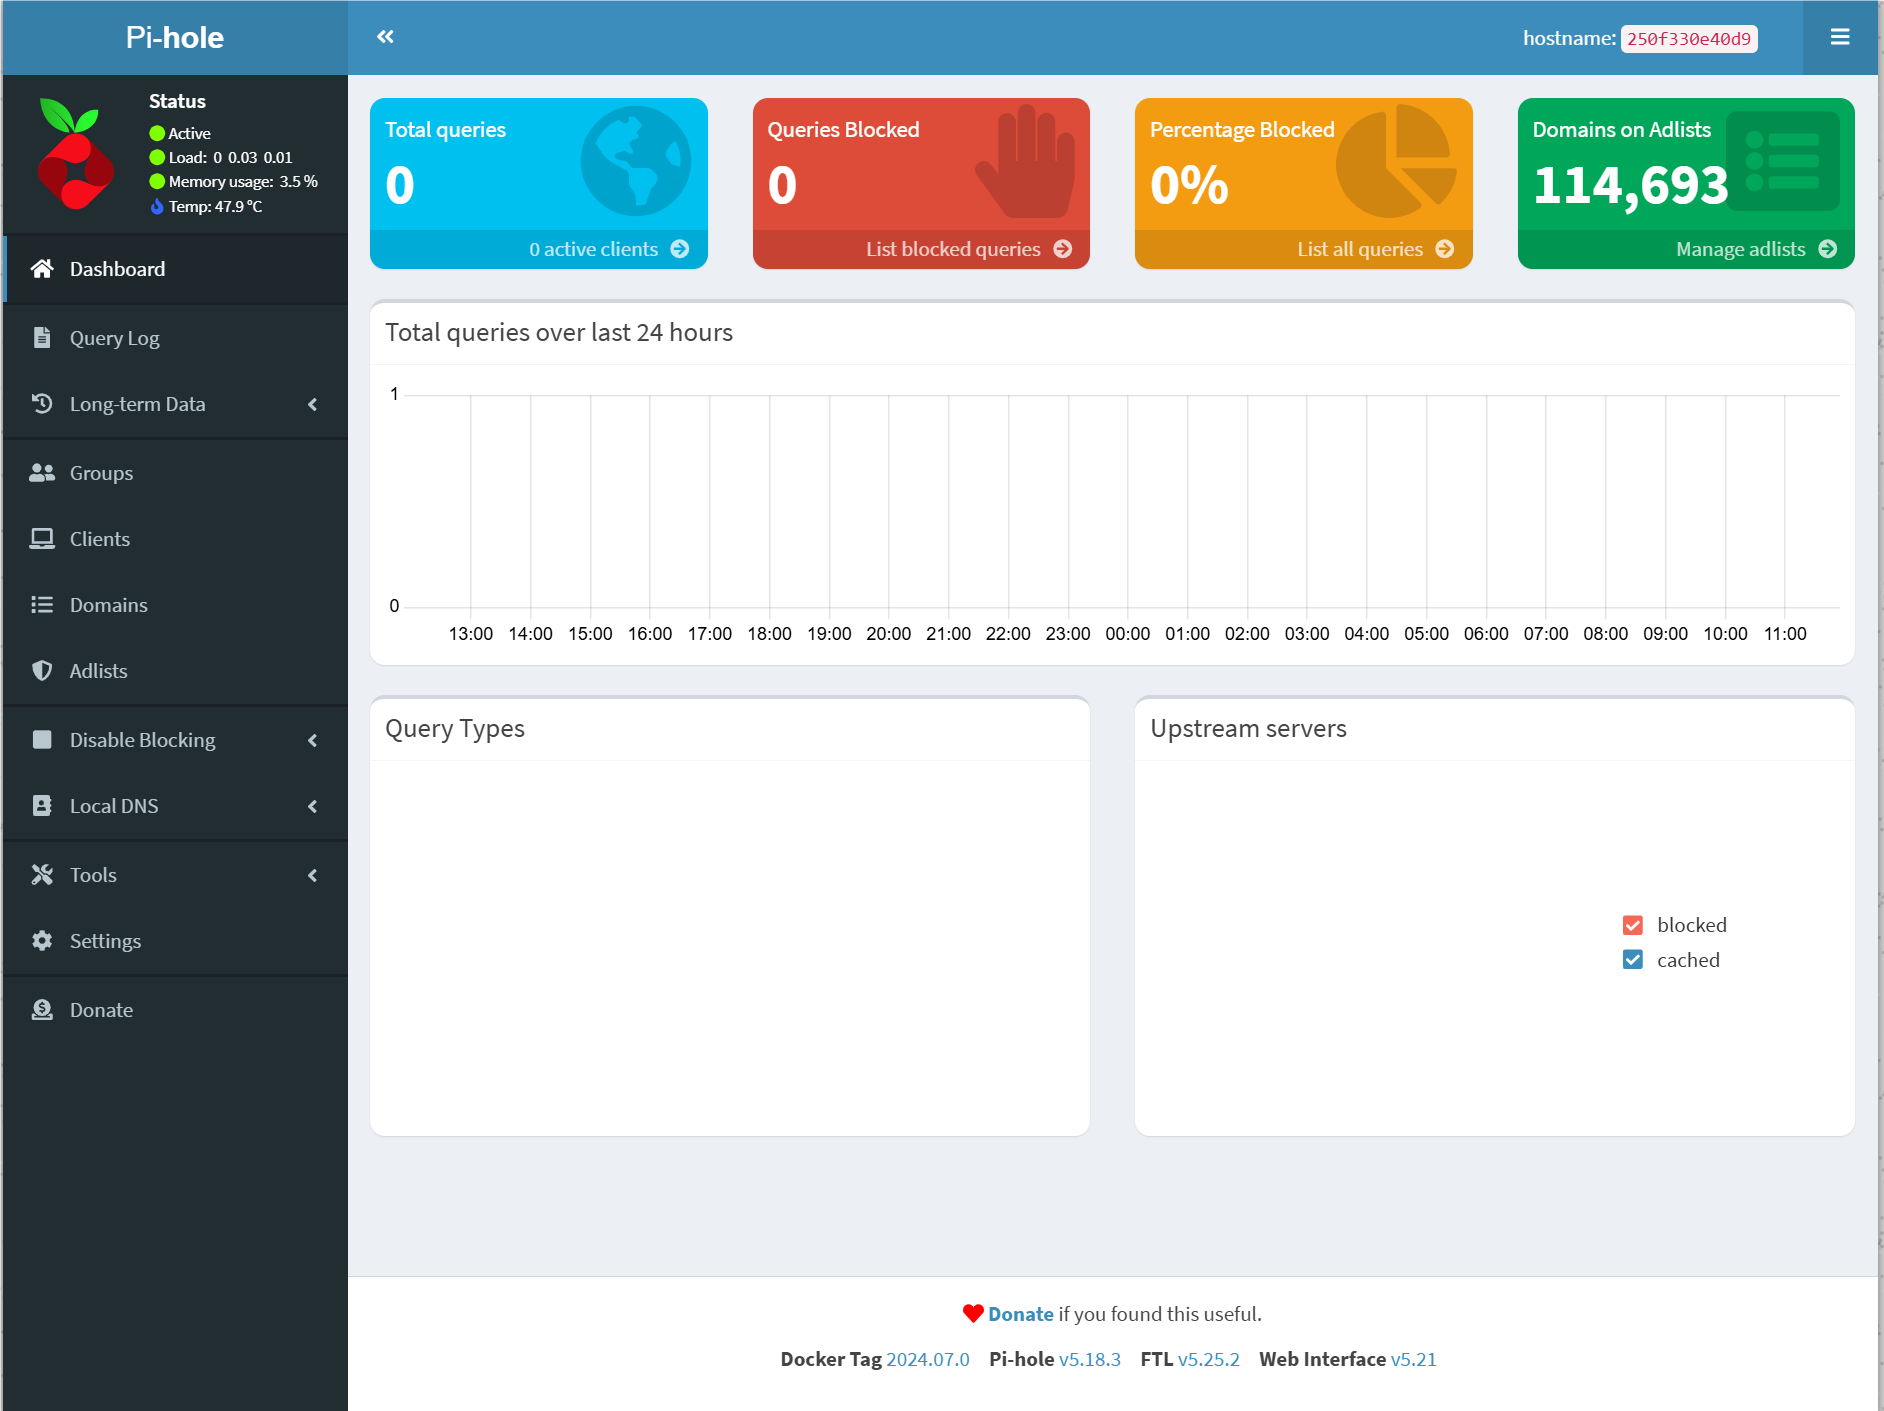 Pi-hole
hostname: 250f330e40d9
Status
Active
Load: 0 0.03 0.01
Memory usage: 3.5 %
Temp: 47.9 °C
Dashboard
Query Log
Long-term Data
Groups
Clients
Domains
Adlists
Disable Blocking
Local DNS
Tools
Settings
Donate
Total queries
0
0 active clients
Queries Blocked
0
List blocked queries
Percentage Blocked
0%
List all queries
Domains on Adlists
114,693
Manage adlists
Total queries over last 24 hours
1
0
13:00 14:00 15:00 16:00 17:00 18:00 19:00 20:00 21:00 22:00 23:00 00:00 01:00 02:00 03:00 04:00 05:00 06:00 07:00 08:00 09:00 10:00 11:00
Query Types
Upstream servers
blocked
cached
Donate if you found this useful.
Docker Tag 2024.07.0 Pi-hole v5.18.3 FTL v5.25.2 Web Interface v5.21